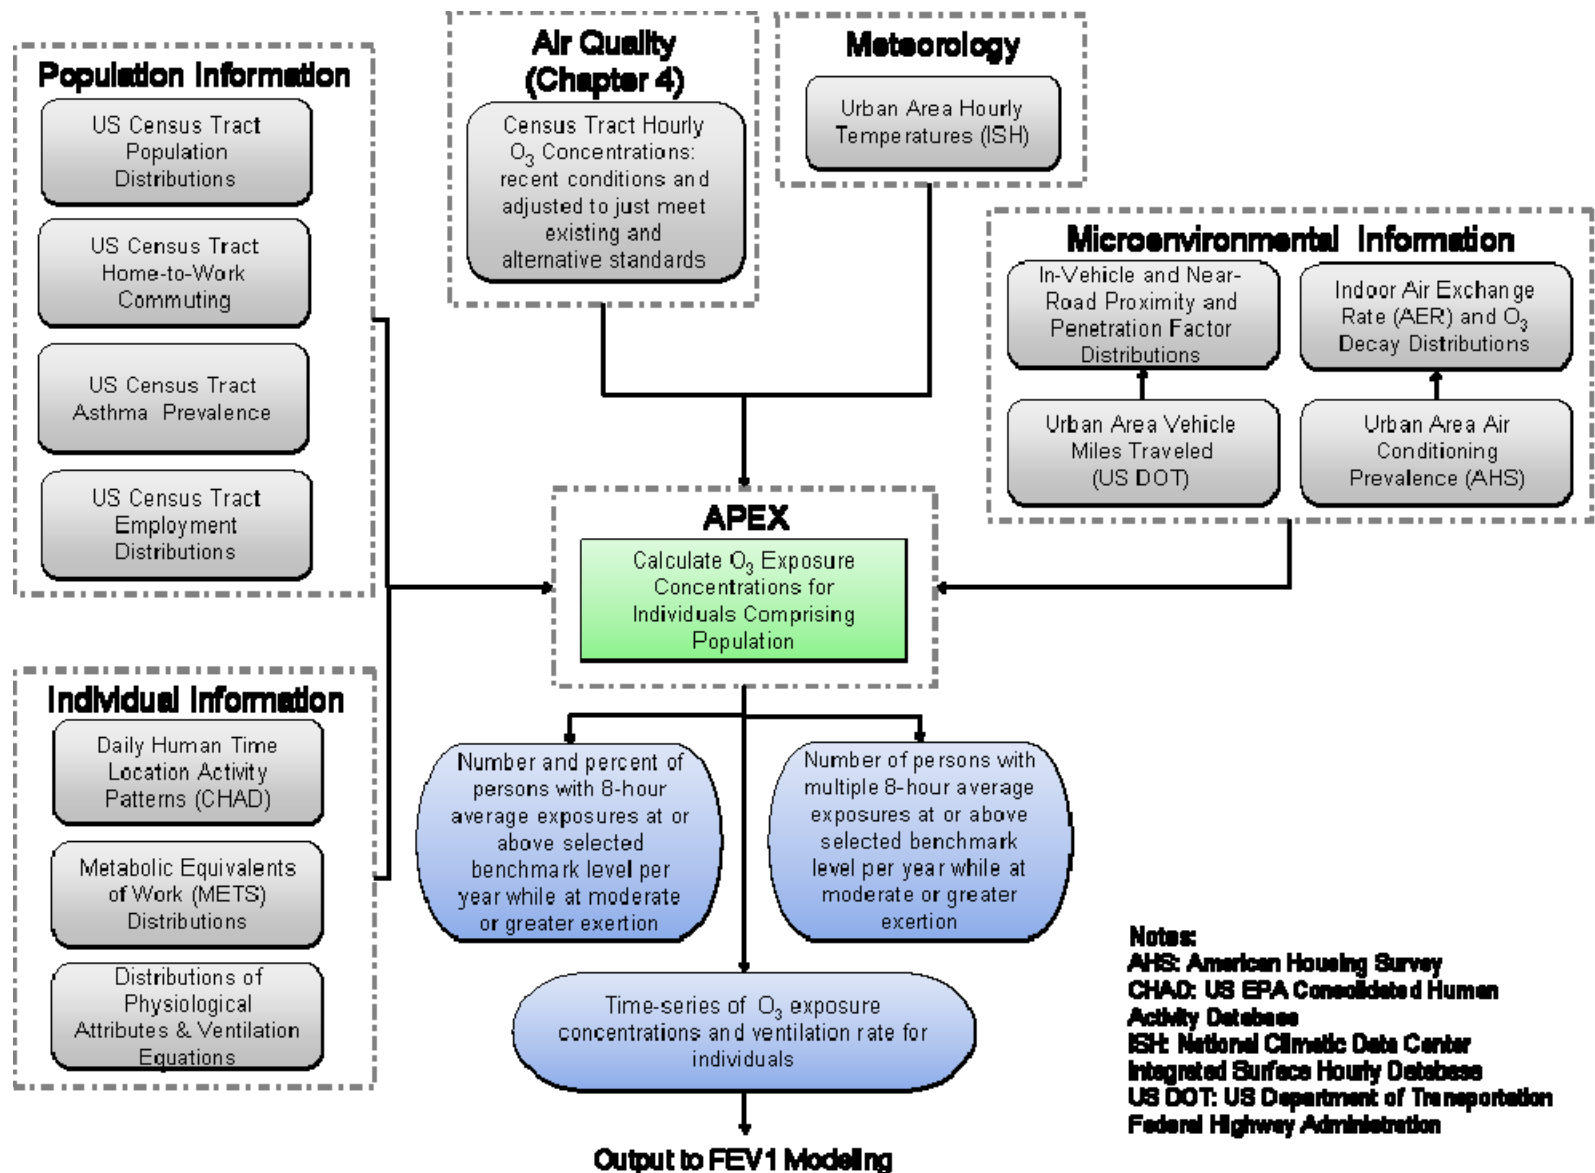 Population Information
US Census Tract
Population
Distributions
US Census Tract
Home-to-Work
Commuting
US Census Tract
Asthma Prevalence
US Census Tract
Employment
Distributions
Individual Information
Daily Human Time
Location Activity
Patterns (CHAD)
Metabolic Equivalents
of Work (METS)
Distributions
Distributions of
Physiological
Attributes & Ventilation
Equations
Air Quality
(Chapter 4)
Census Tract Hourly
O3 Concentrations:
recent conditions and
adjusted to just meet
existing and
alternative standards
Meteorology
Urban Area Hourly
Temperatures (ISH)
Microenvironmental Information
In-Vehicle and Near-
Road Proximity and
Penetration Factor
Distributions
Indoor Air Exchange
Rate (AER) and O3
Decay Distributions
Urban Area Vehicle
Miles Traveled
(US DOT)
Urban Area Air
Conditioning
Prevalence (AHS)
APEX
Calculate O3 Exposure
Concentrations for
Individuals Comprising
Population
Number and percent of
persons with 8-hour
average exposures at or
above selected
benchmark level per
year while at moderate
or greater exertion
Number of persons with
multiple 8-hour average
exposures at or above
selected benchmark
level per year while at
moderate or greater
exertion
Time-series of O3 exposure
concentrations and ventilation rate for
individuals
Output to FEV1 Modeling
Notes:
AHS: American Housing Survey
CHAD: US EPA Consolidated Human
Activity Database
ISH: National Climatic Data Center
Integrated Surface Hourly Database
US DOT: US Department of Transportation
Federal Highway Administration